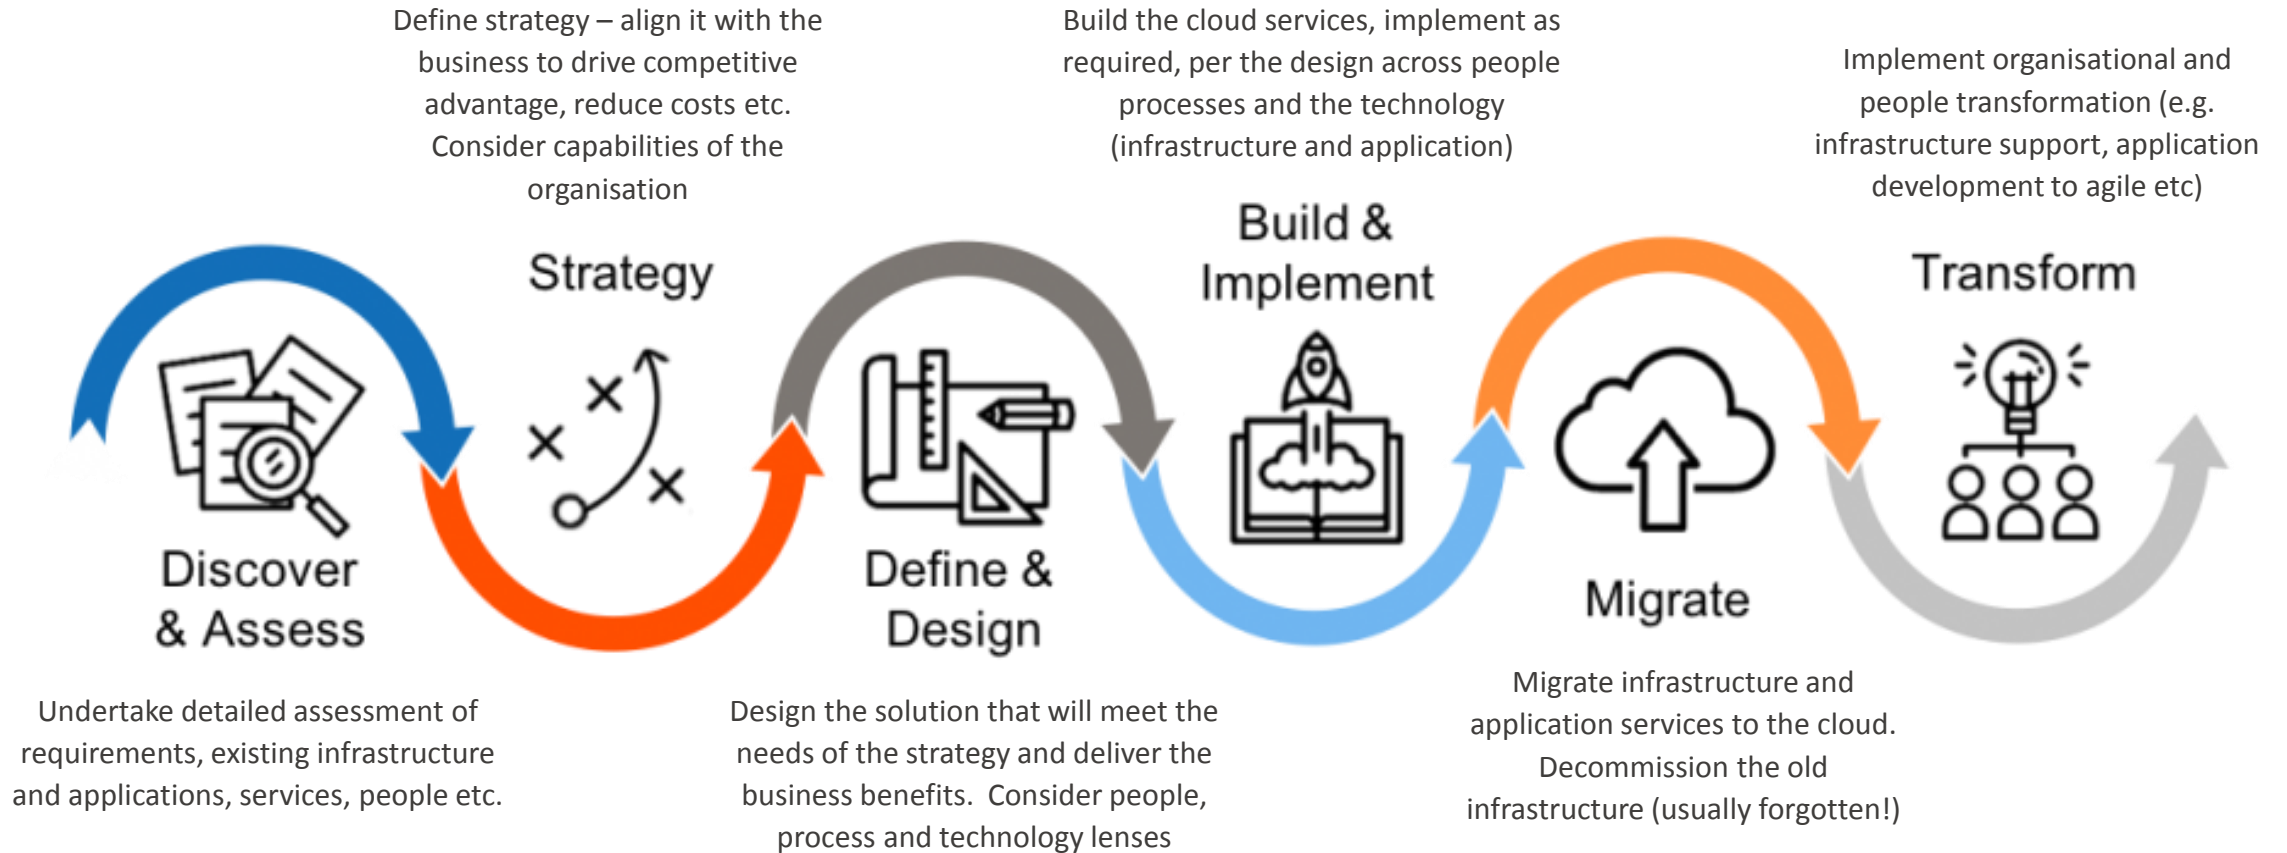 Define strategy – align it with the
business to drive competitive
advantage, reduce costs etc.
Consider capabilities of the
organisation
Strategy
Build the cloud services, implement as
required, per the design across people
processes and the technology
(infrastructure and application)
Build &
Implement
Implement organisational and
people transformation (e.g.
infrastructure support, application
development to agile etc)
Transform
Discover
& Assess
Undertake detailed assessment of
requirements, existing infrastructure
and applications, services, people etc.
Define &
Design
Design the solution that will meet the
needs of the strategy and deliver the
business benefits.  Consider people,
process and technology lenses
Migrate
Migrate infrastructure and
application services to the cloud.
Decommission the old
infrastructure (usually forgotten!)